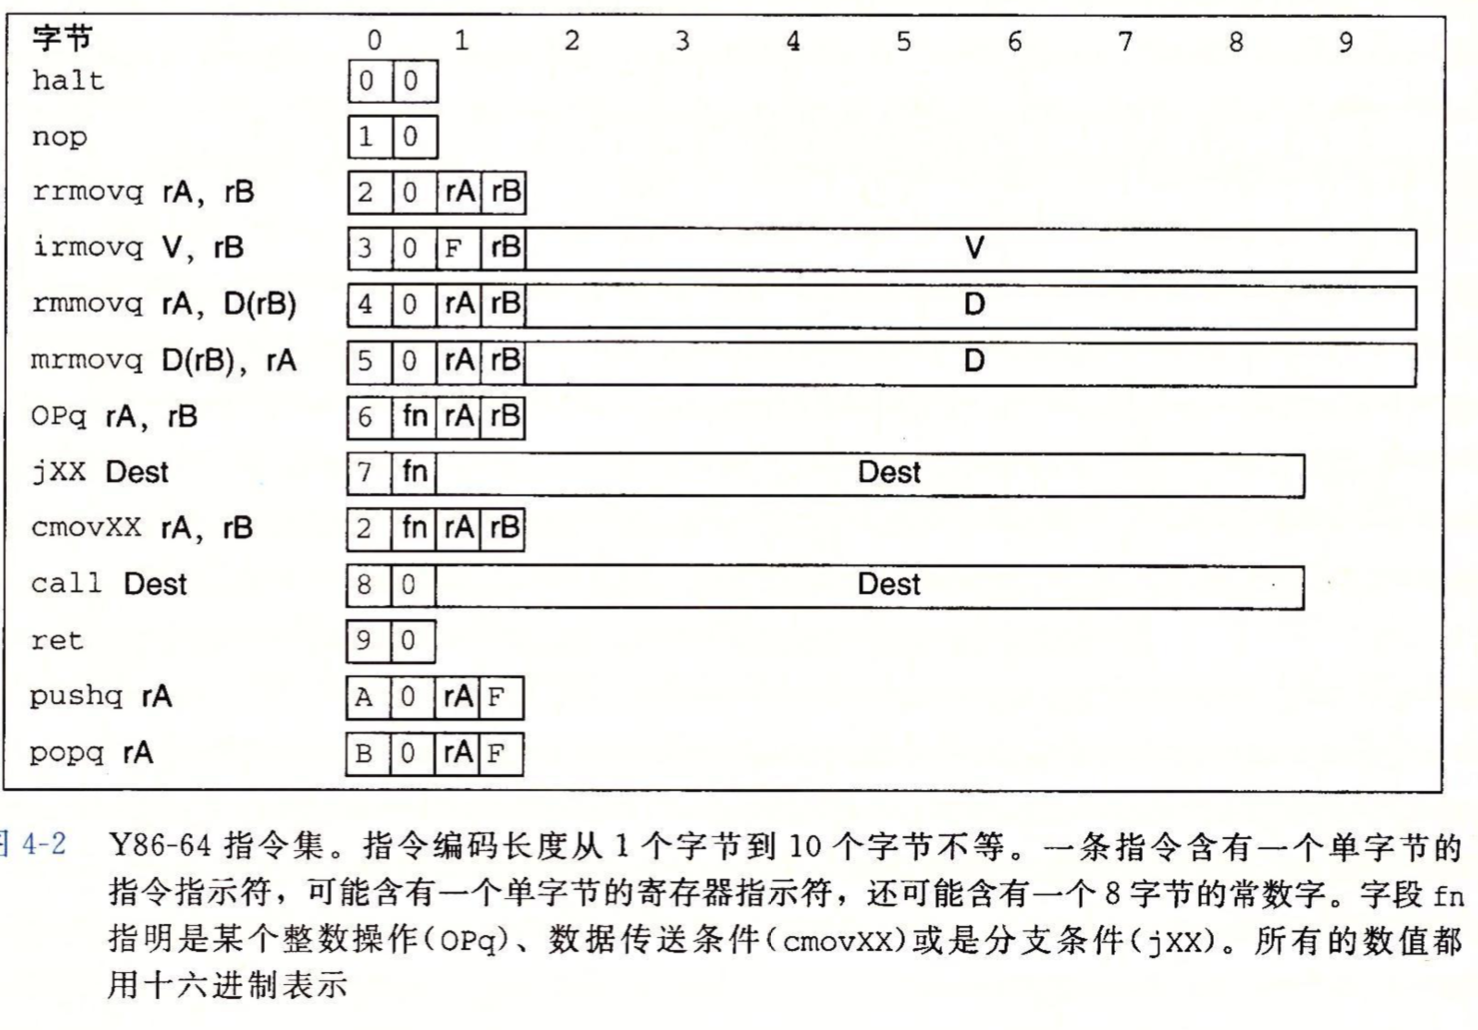 字节 0 1 2 3 4 5 6 7 8 9
halt 0 0
nop 1 0
rrmovq rA, rB 2 0 rA rB
irmovq V, rB 3 0 F rB V
rmmovq rA, D(rB) 4 0 rA rB D
mrmovq D(rB), rA 5 0 rA rB D
OPq rA, rB 6 fn rA rB
jXX Dest 7 fn Dest
cmovXX rA, rB 2 fn rA rB
call Dest 8 0 Dest
ret 9 0
pushq rA A 0 rA F
popq rA B 0 rA F
图 4-2 Y86-64 指令集。指令编码长度从 1 个字节到 10 个字节不等。一条指令含有一个单字节的
指令指示符，可能含有一个单字节的寄存器指示符，还可能含有一个 8 字节的常数字。字段 fn
指明是某个整数操作(OPq)、数据传送条件(cmovXX)或是分支条件(jXX)。所有的数值都
用十六进制表示